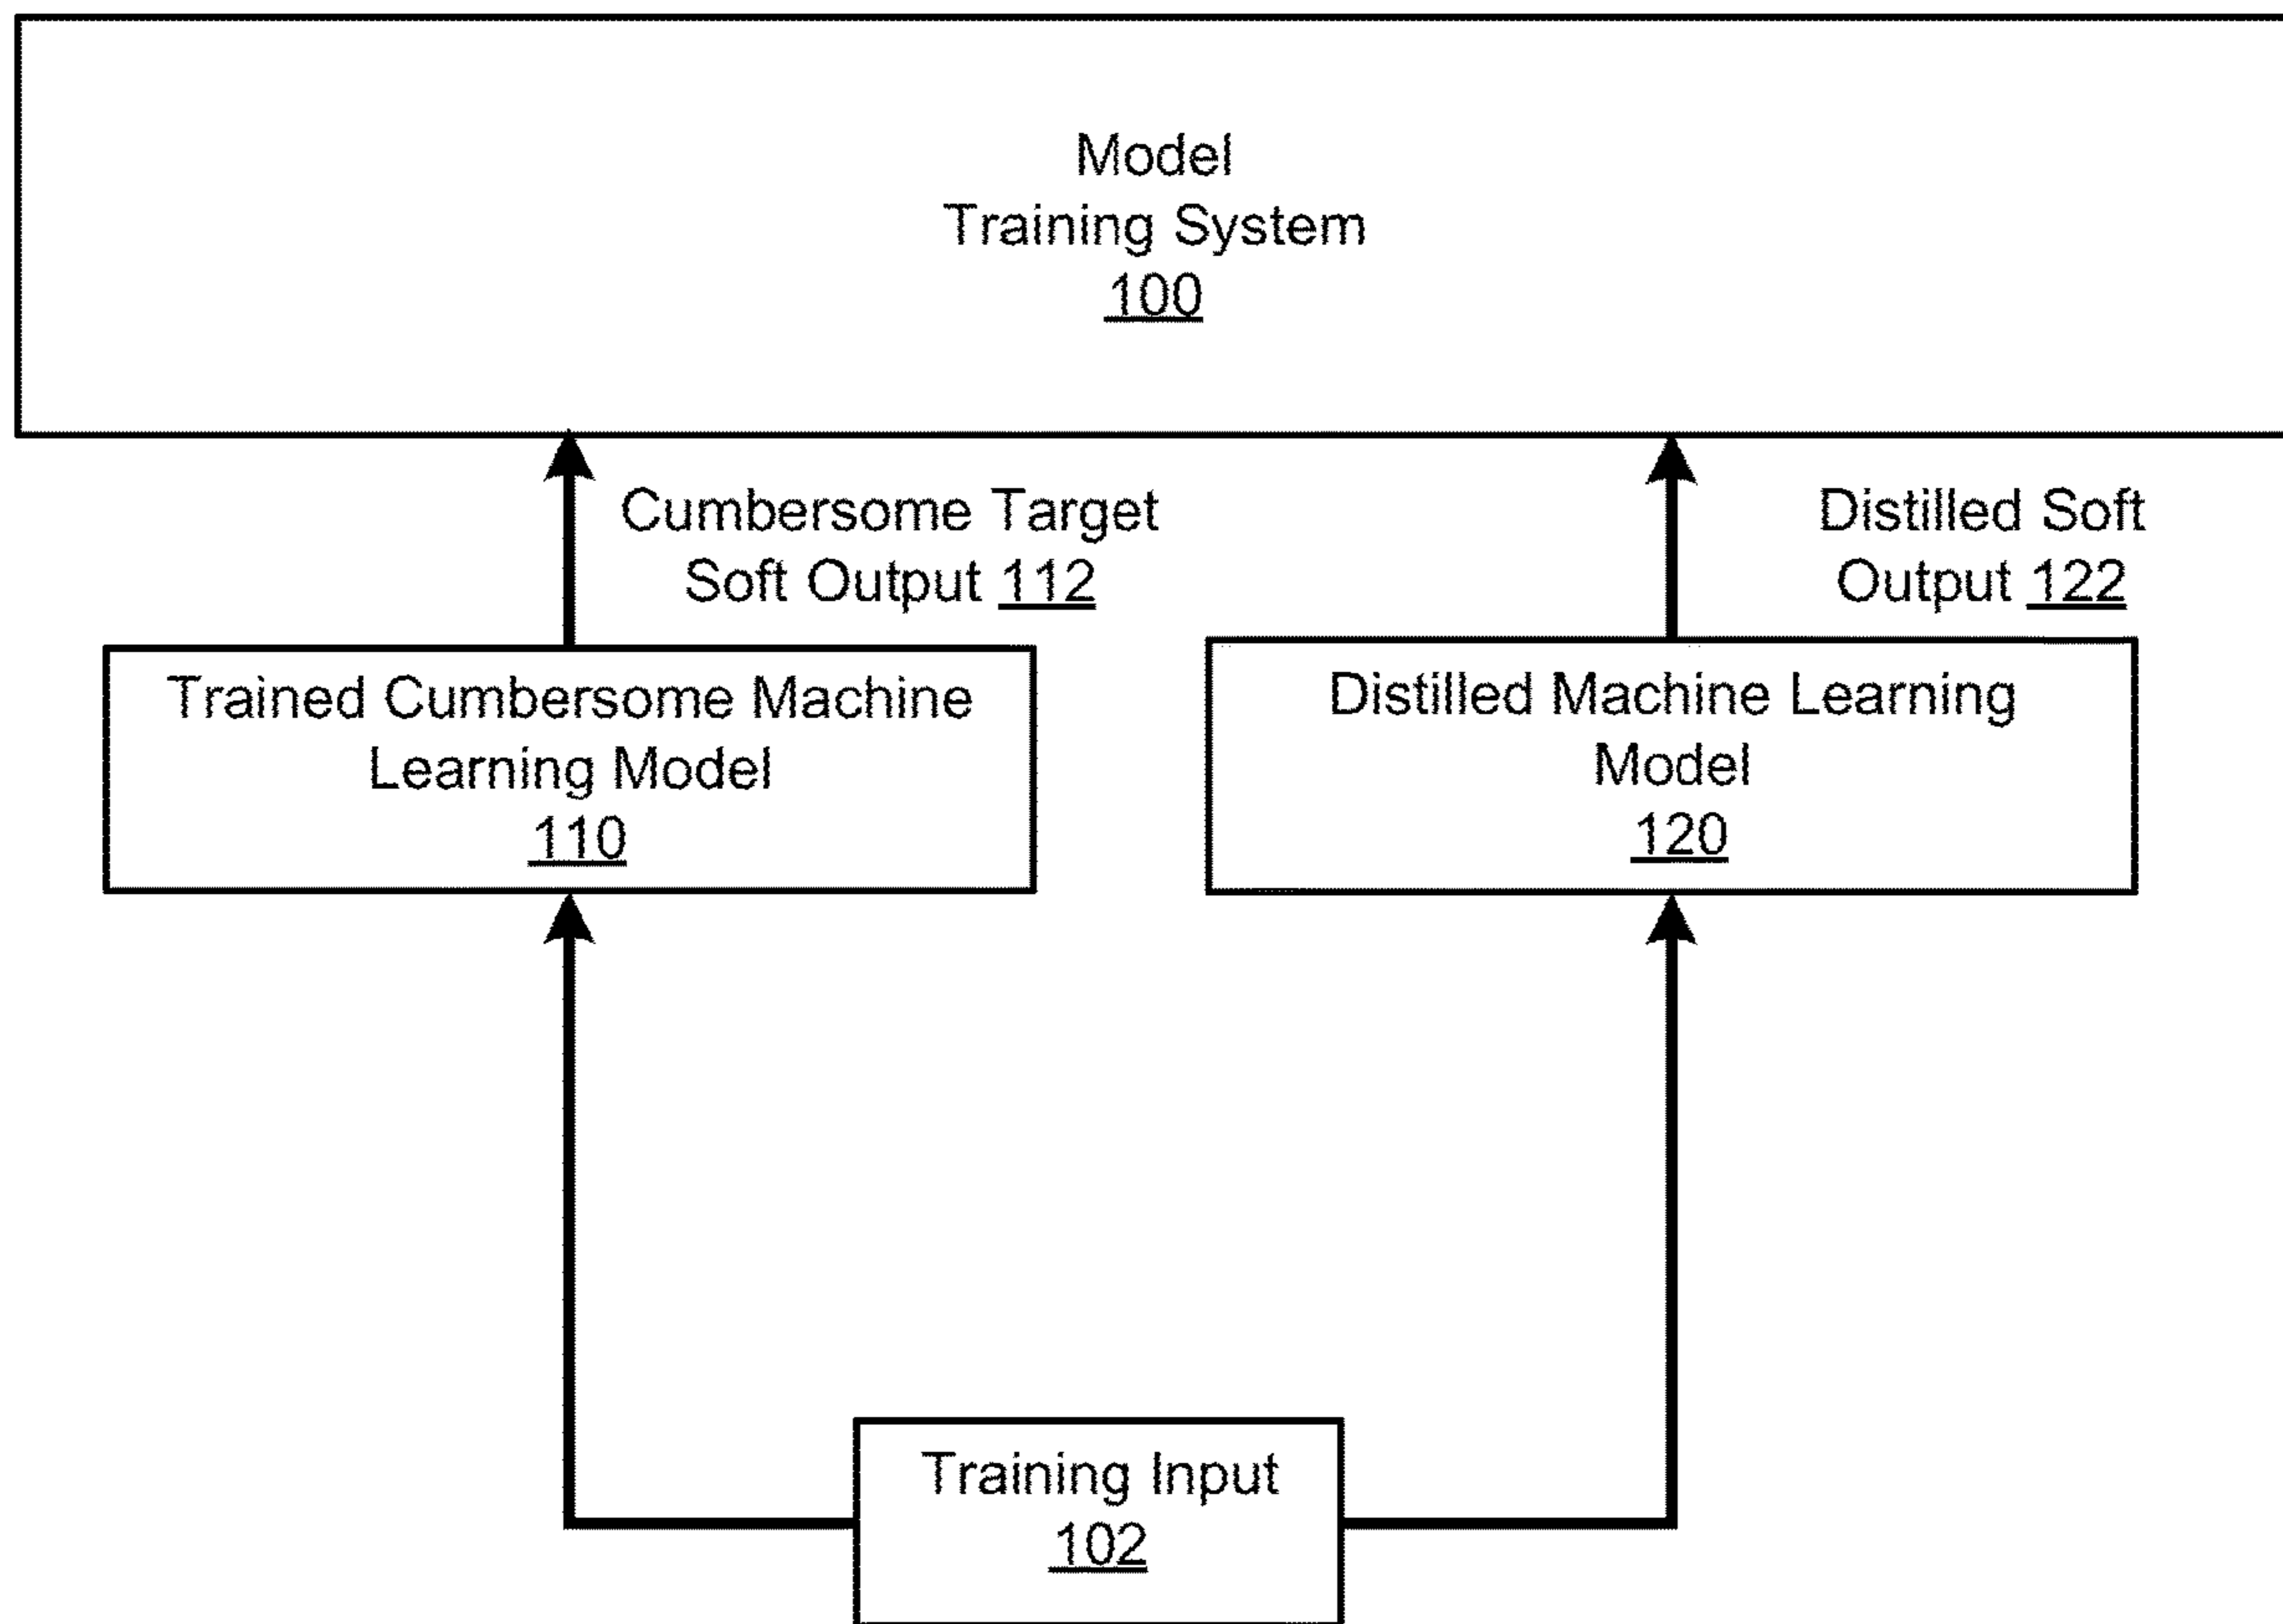 Model
Training System
100
Cumbersome Target
Soft Output 112
Distilled Soft
Output 122
Trained Cumbersome Machine
Learning Model
110
Distilled Machine Learning
Model
120
Training Input
102